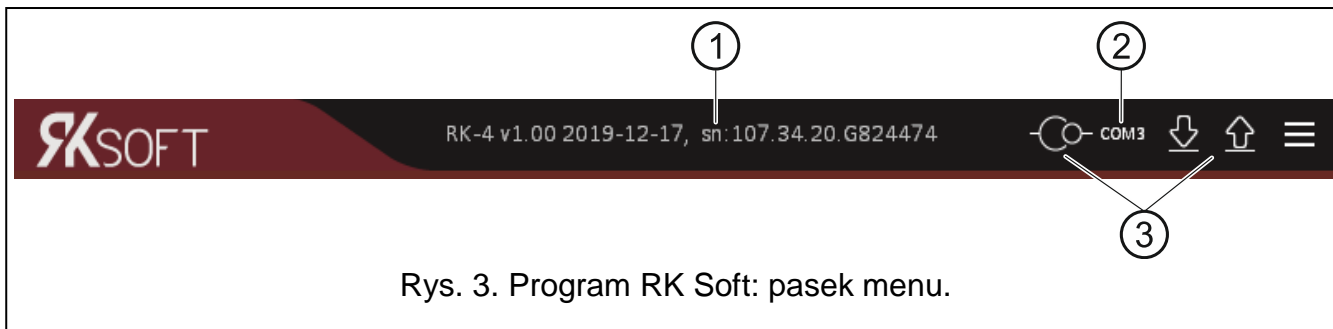 1
2
RKSOFT
RK-4 v1.00 2019-12-17, sn:107.34.20.G824474
COM3
3
Rys. 3. Program RK Soft: pasek menu.